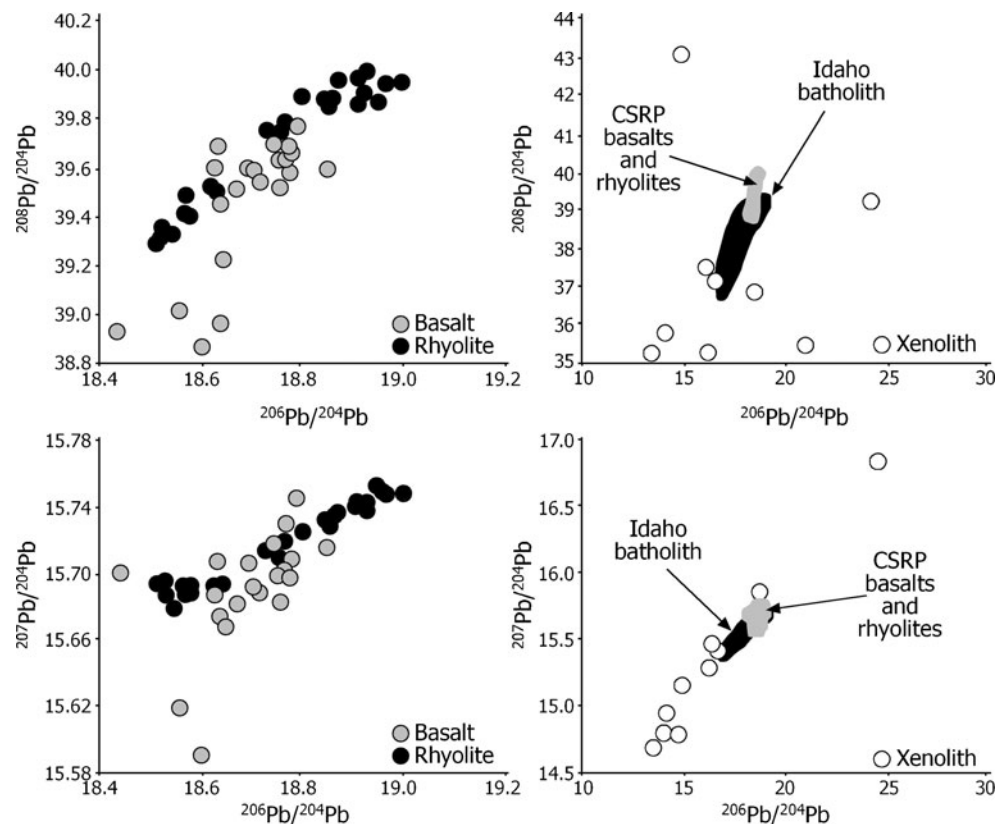 40.2
40.0
39.8
39.6
39.4
39.2
39.0
38.8
²⁰⁸Pb/²⁰⁴Pb
18.4
18.6
18.8
19.0
19.2
²⁰⁶Pb/²⁰⁴Pb
Basalt
Rhyolite
44
43
42
41
40
39
38
37
36
35
²⁰⁸Pb/²⁰⁴Pb
10
15
20
25
30
²⁰⁶Pb/²⁰⁴Pb
Idaho
batholith
CSRP
basalts
and
rhyolites
Xenolith
15.78
15.74
15.70
15.66
15.62
15.58
²⁰⁷Pb/²⁰⁴Pb
18.4
18.6
18.8
19.0
19.2
²⁰⁶Pb/²⁰⁴Pb
Basalt
Rhyolite
17.0
16.5
16.0
15.5
15.0
14.5
²⁰⁷Pb/²⁰⁴Pb
10
15
20
25
30
²⁰⁶Pb/²⁰⁴Pb
Idaho
batholith
CSRP
basalts
and
rhyolites
Xenolith